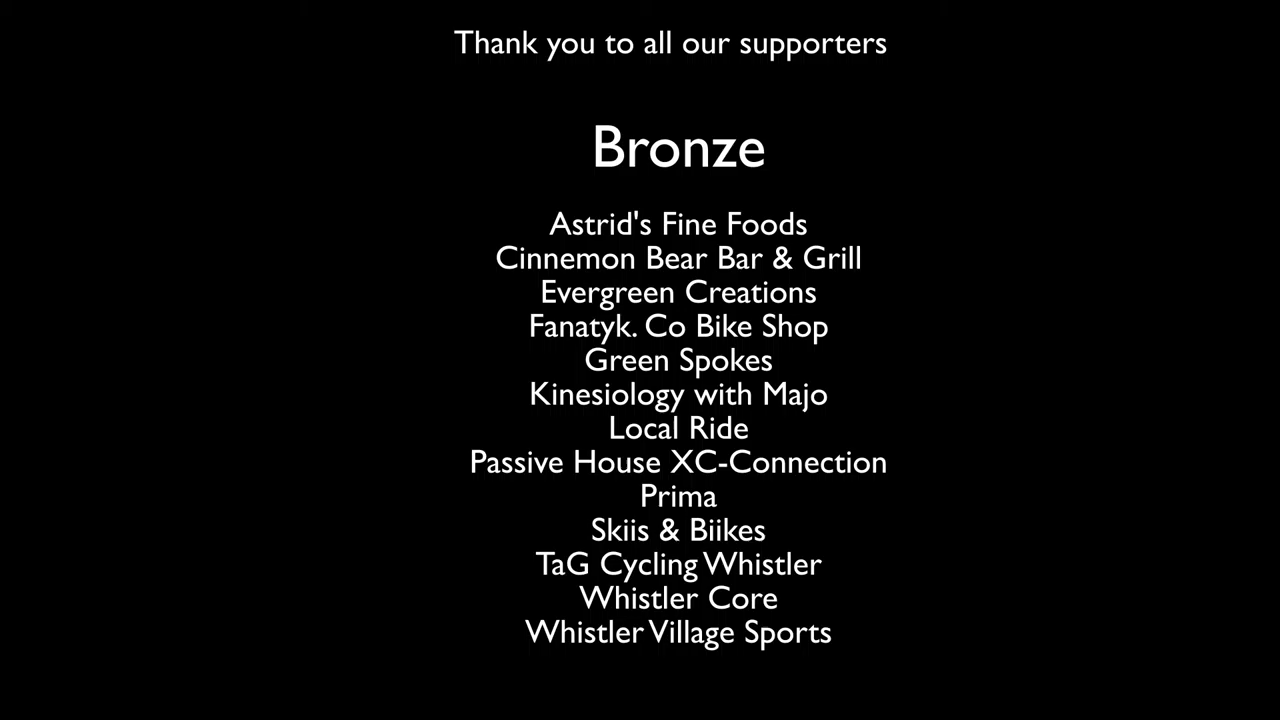 Thank you to all our supporters
Bronze
Astrid's Fine Foods
Cinnemon Bear Bar & Grill
Evergreen Creations
Fanatyk. Co Bike Shop
Green Spokes
Kinesiology with Majo
Local Ride
Passive House XC-Connection
Prima
Skiis & Biikes
TaG Cycling Whistler
Whistler Core
Whistler Village Sports